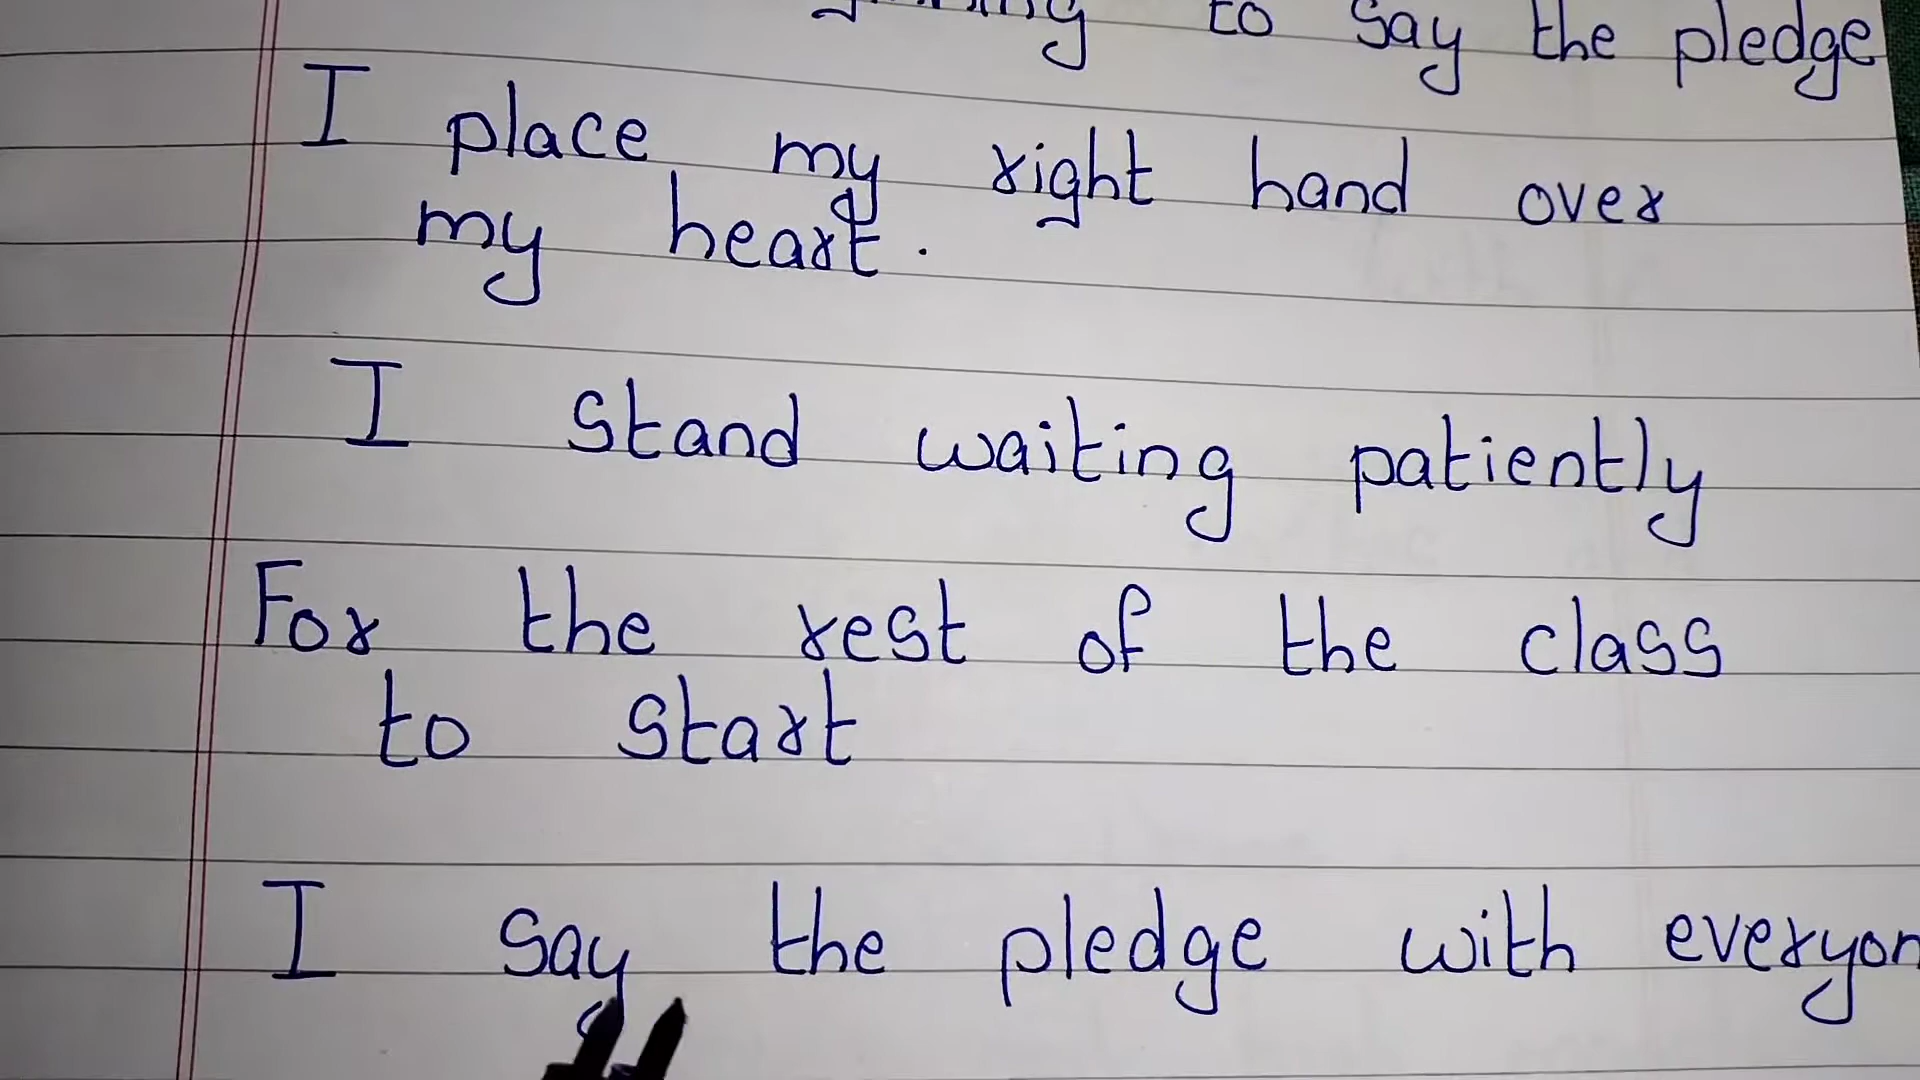 to say the pledge
I place my right hand over
my heart.
I stand waiting patiently
For the rest of the class
to start
I say the pledge with everyon